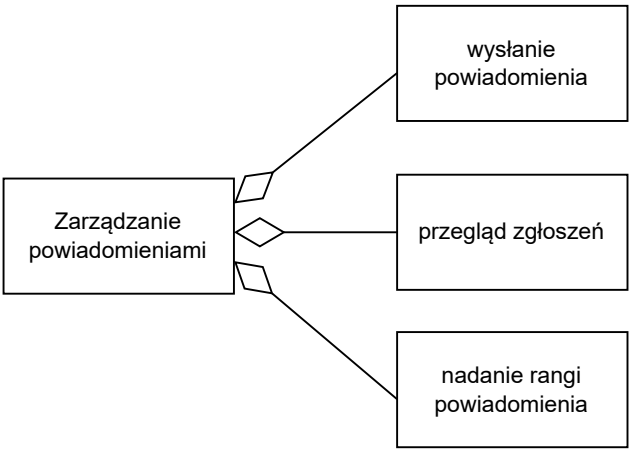 wysłanie
powiadomienia
Zarządzanie
powiadomieniami
przegląd zgłoszeń
nadanie rangi
powiadomienia